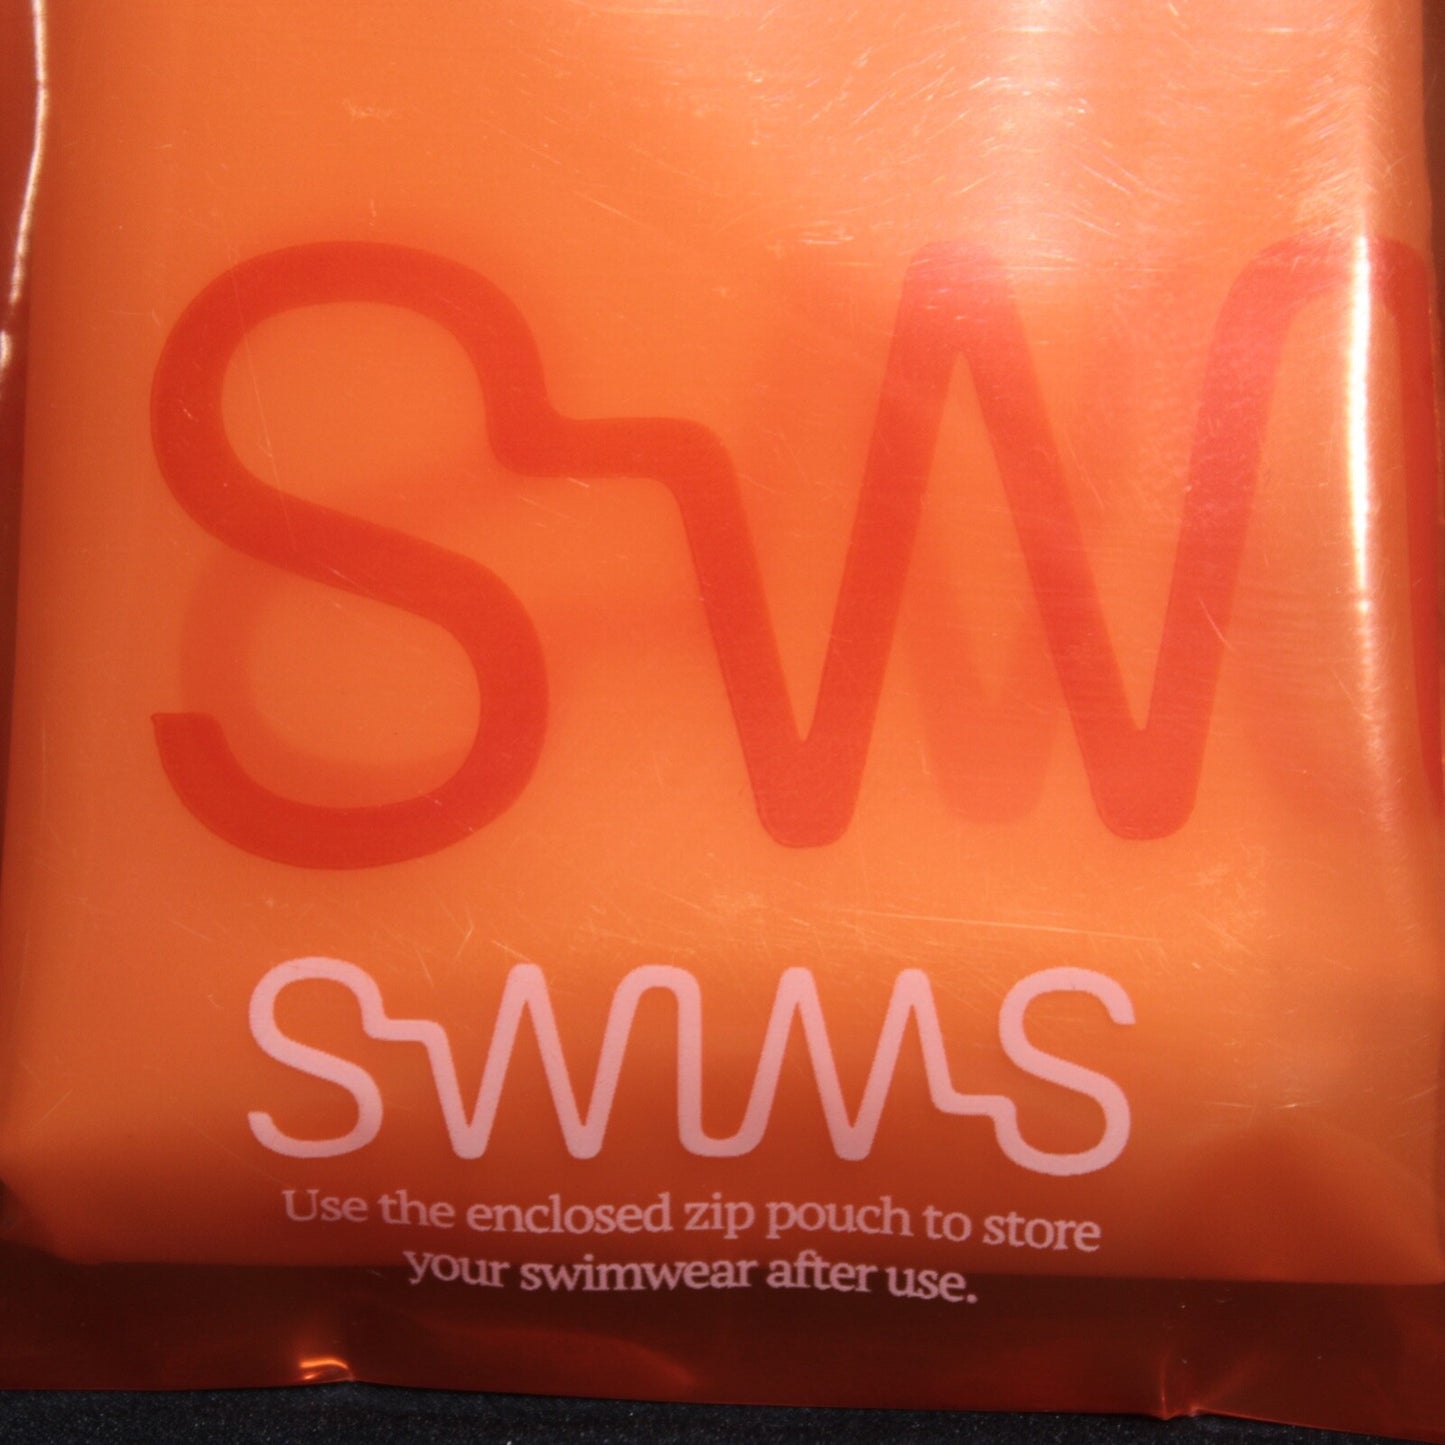 SW
SWIMS
Use the enclosed zip pouch to store
your swimwear after use.